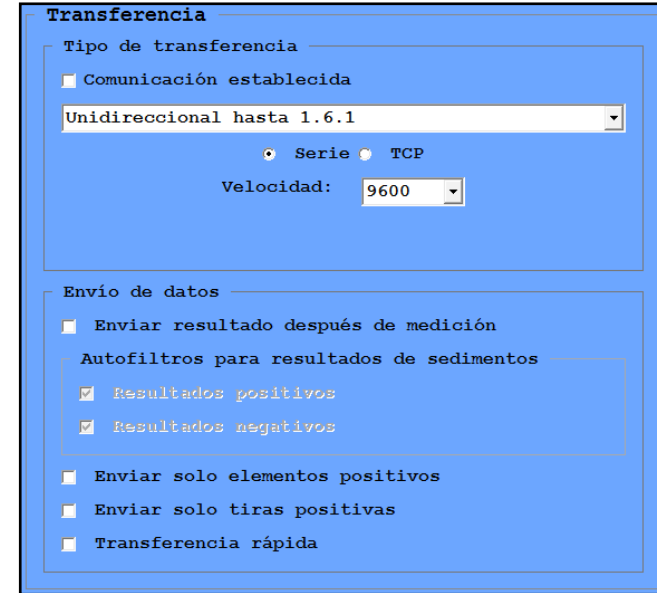 Transferencia
Tipo de transferencia
Comunicación establecida
Unidireccional hasta 1.6.1
Serie TCP
Velocidad: 9600
Envío de datos
Enviar resultado después de medición
Autofiltros para resultados de sedimentos
Resultados positivos
Resultados negativos
Enviar solo elementos positivos
Enviar solo tiras positivas
Transferencia rápida